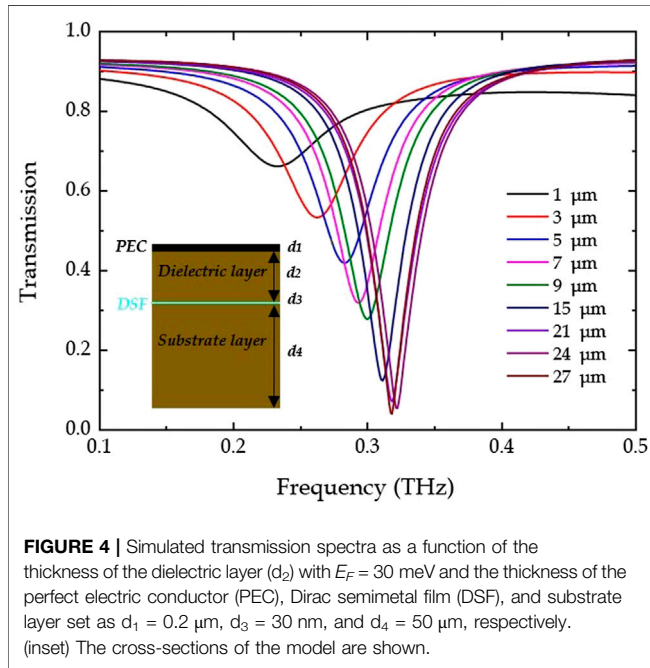 1.0
0.8
0.6
0.4
0.2
0.0
Transmission
0.1
0.2
0.3
0.4
0.5
Frequency (THz)
PEC
d1
Dielectric layer
d2
DSF
d3
Substrate layer
d4
1 μm
3 μm
5 μm
7 μm
9 μm
15 μm
21 μm
24 μm
27 μm
FIGURE 4 | Simulated transmission spectra as a function of the
thickness of the dielectric layer (d₂) with E_F = 30 meV and the thickness of the
perfect electric conductor (PEC), Dirac semimetal film (DSF), and substrate
layer set as d₁ = 0.2 μm, d₃ = 30 nm, and d₄ = 50 μm, respectively.
(inset) The cross-sections of the model are shown.